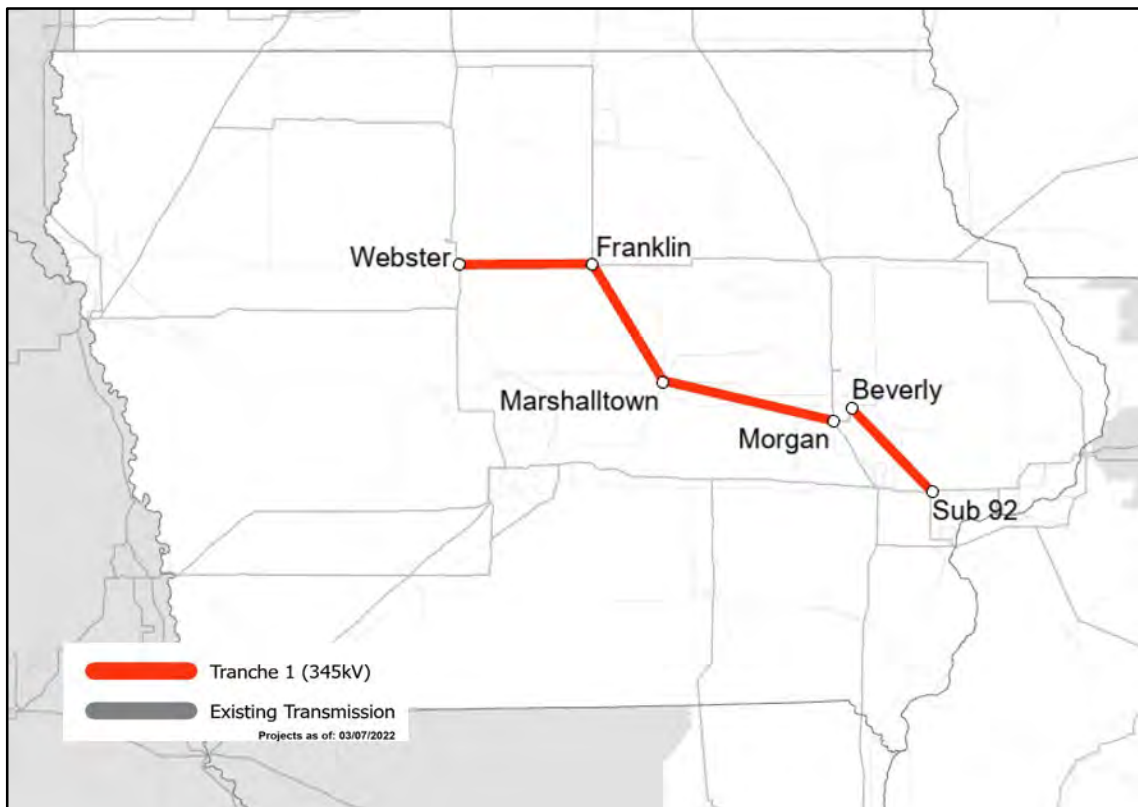 Webster
Franklin
Marshalltown
Beverly
Morgan
Sub 92
Tranche 1 (345kV)
Existing Transmission
Projects as of: 03/07/2022